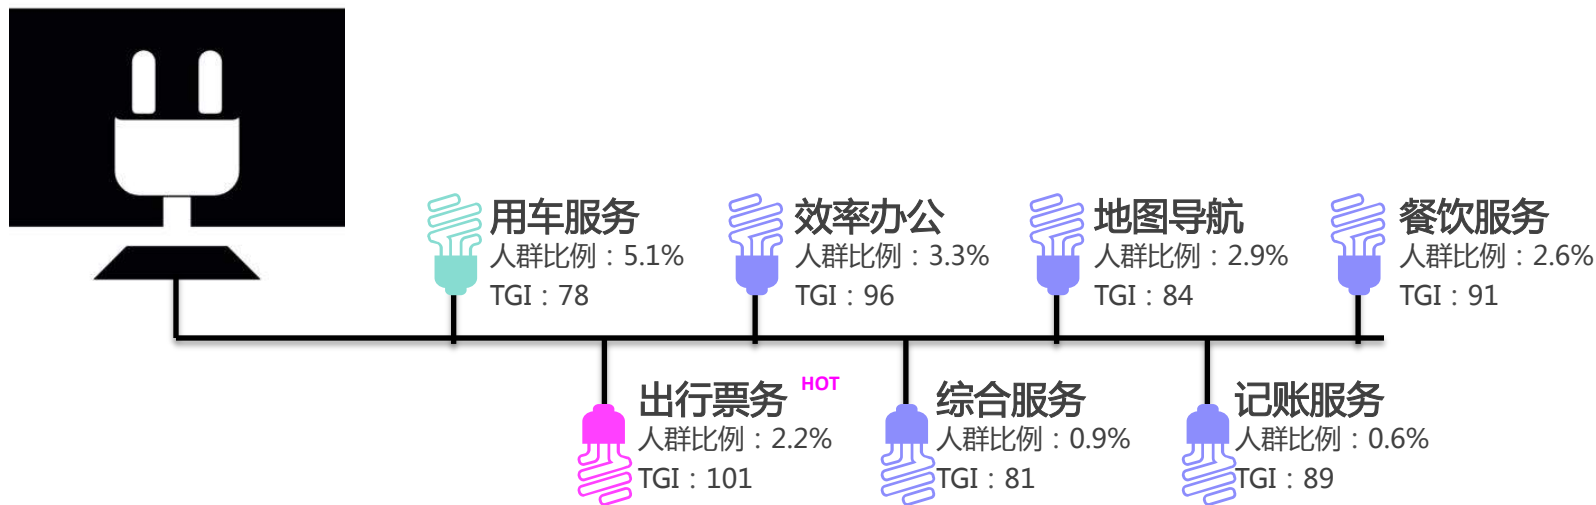 用车服务
人群比例：5.1%
TGI：78
效率办公
人群比例：3.3%
TGI：96
地图导航
人群比例：2.9%
TGI：84
餐饮服务
人群比例：2.6%
TGI：91
出行票务 HOT
人群比例：2.2%
TGI：101
综合服务
人群比例：0.9%
TGI：81
记账服务
人群比例：0.6%
TGI：89